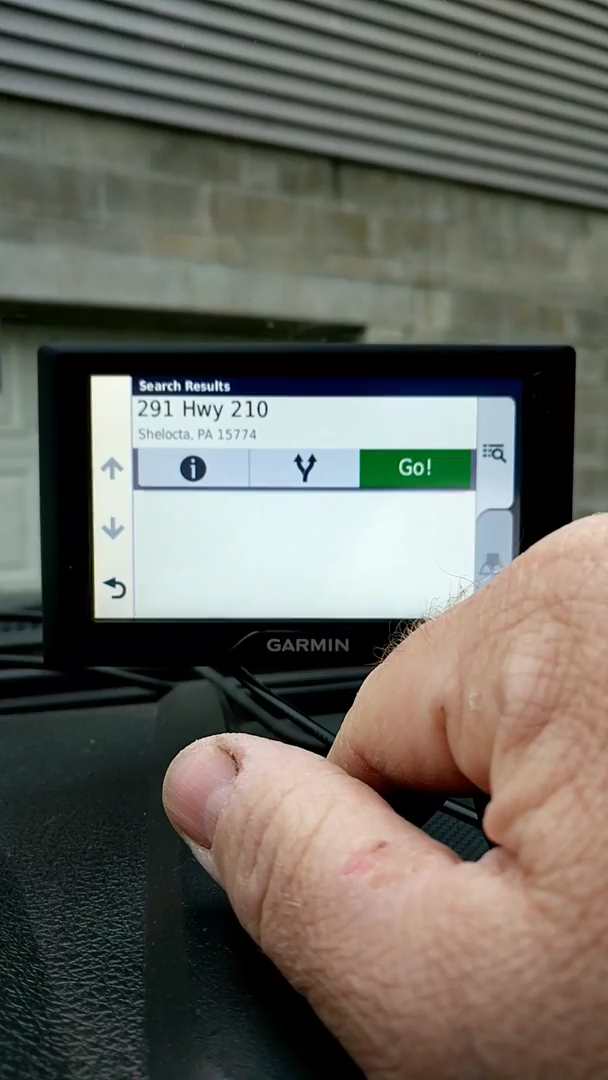 Search Results
291 Hwy 210
Shelocta, PA 15774
Go!
GARMIN